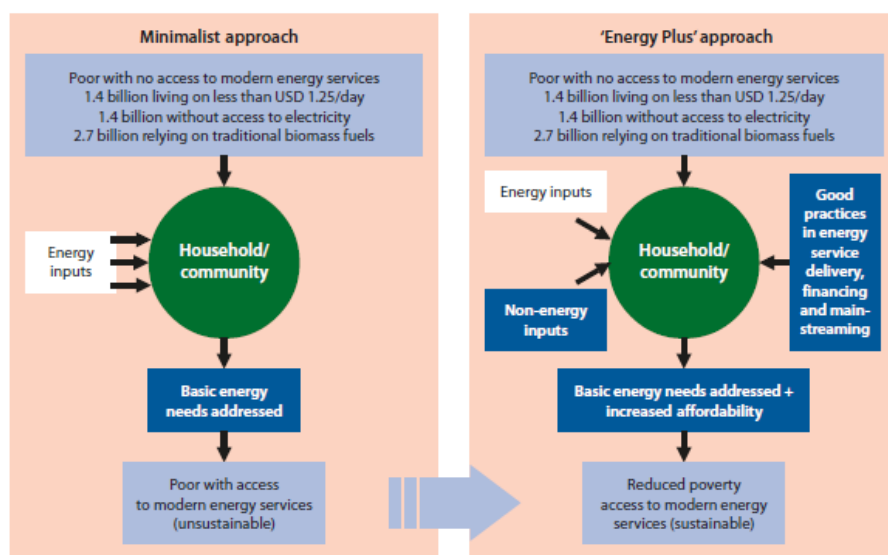 Minimalist approach
Poor with no access to modern energy services
1.4 billion living on less than USD 1.25/day
1.4 billion without access to electricity
2.7 billion relying on traditional biomass fuels
Energy
inputs
Household/
community
Basic energy
needs addressed
Poor with access
to modern energy services
(unsustainable)
'Energy Plus' approach
Poor with no access to modern energy services
1.4 billion living on less than USD 1.25/day
1.4 billion without access to electricity
2.7 billion relying on traditional biomass fuels
Energy inputs
Non-energy
inputs
Household/
community
Good
practices
in energy
service
delivery,
financing
and main-
streaming
Basic energy needs addressed +
increased affordability
Reduced poverty
access to modern energy
services (sustainable)